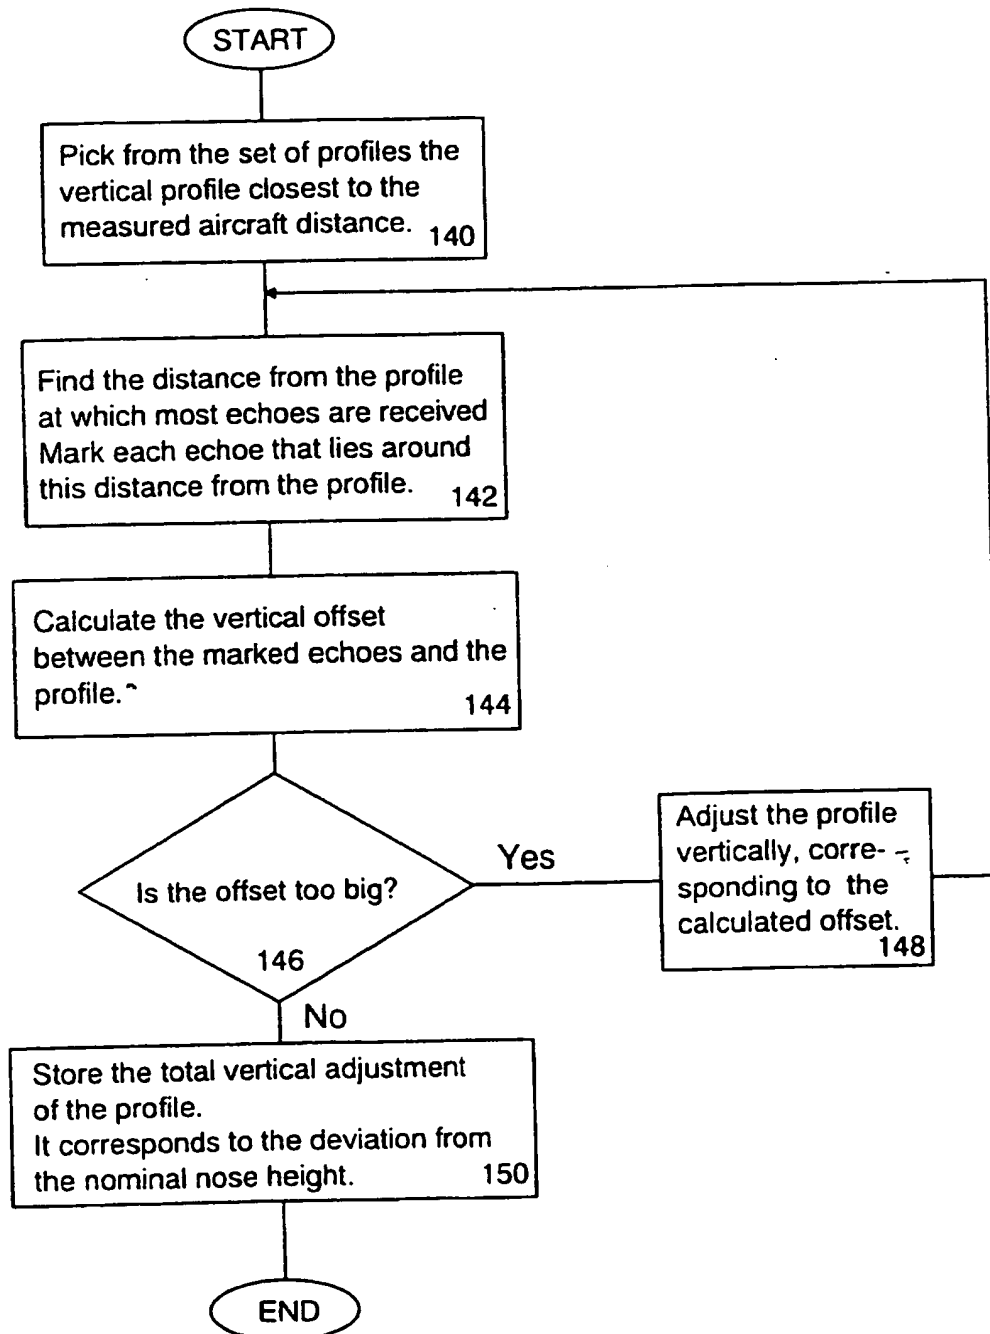 START
Pick from the set of profiles the
vertical profile closest to the
measured aircraft distance.
140
Find the distance from the profile
at which most echoes are received
Mark each echoe that lies around
this distance from the profile.
142
Calculate the vertical offset
between the marked echoes and the
profile.
144
Is the offset too big?
146
Yes
Adjust the profile
vertically, corre-
sponding to the
calculated offset.
148
No
Store the total vertical adjustment
of the profile.
It corresponds to the deviation from
the nominal nose height.
150
END